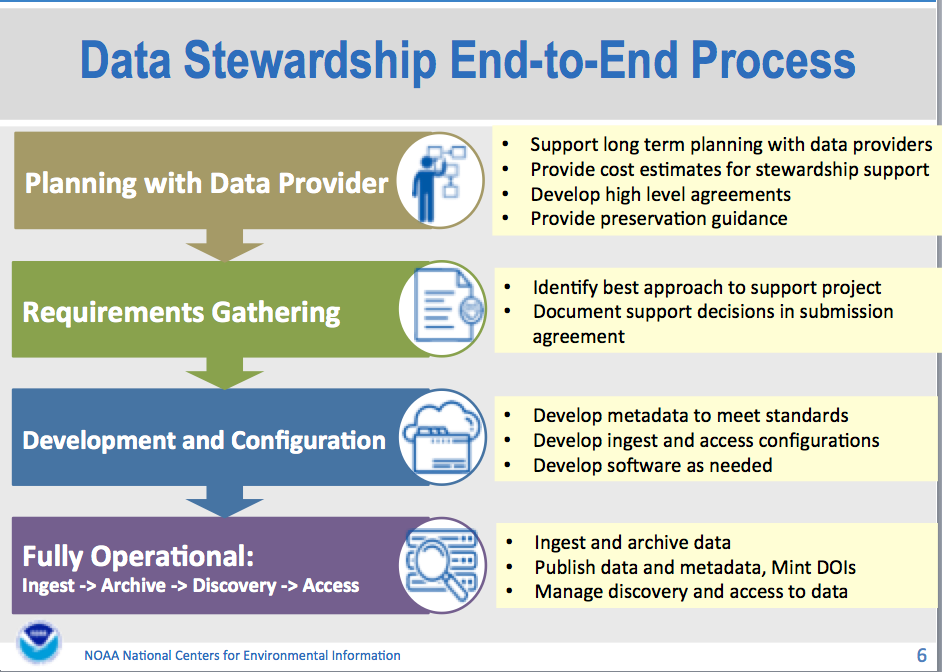 Data Stewardship End-to-End Process
Planning with Data Provider
• Support long term planning with data providers
• Provide cost estimates for stewardship support
• Develop high level agreements
• Provide preservation guidance
Requirements Gathering
• Identify best approach to support project
• Document support decisions in submission
agreement
Development and Configuration
• Develop metadata to meet standards
• Develop ingest and access configurations
• Develop software as needed
Fully Operational:
Ingest -> Archive -> Discovery -> Access
• Ingest and archive data
• Publish data and metadata, Mint DOIs
• Manage discovery and access to data
NOAA
NOAA National Centers for Environmental Information
6